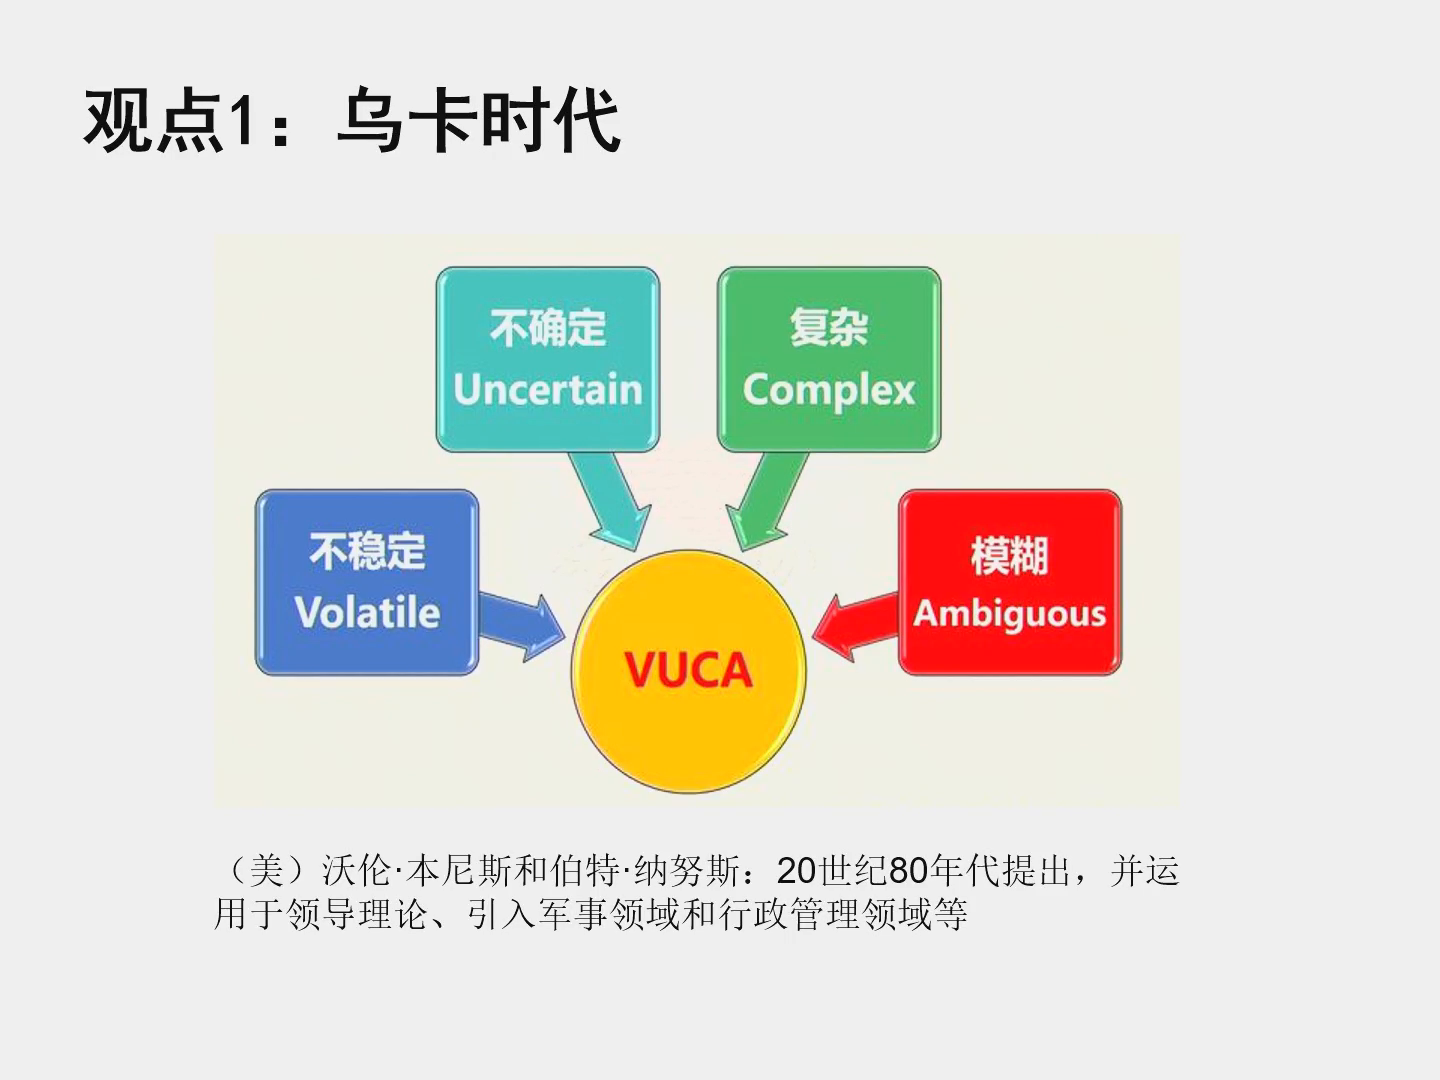 观点1：乌卡时代
不确定
Uncertain
复杂
Complex
不稳定
Volatile
模糊
Ambiguous
VUCA
（美）沃伦·本尼斯和伯特·纳努斯：20世纪80年代提出，并运
用于领导理论、引入军事领域和行政管理领域等